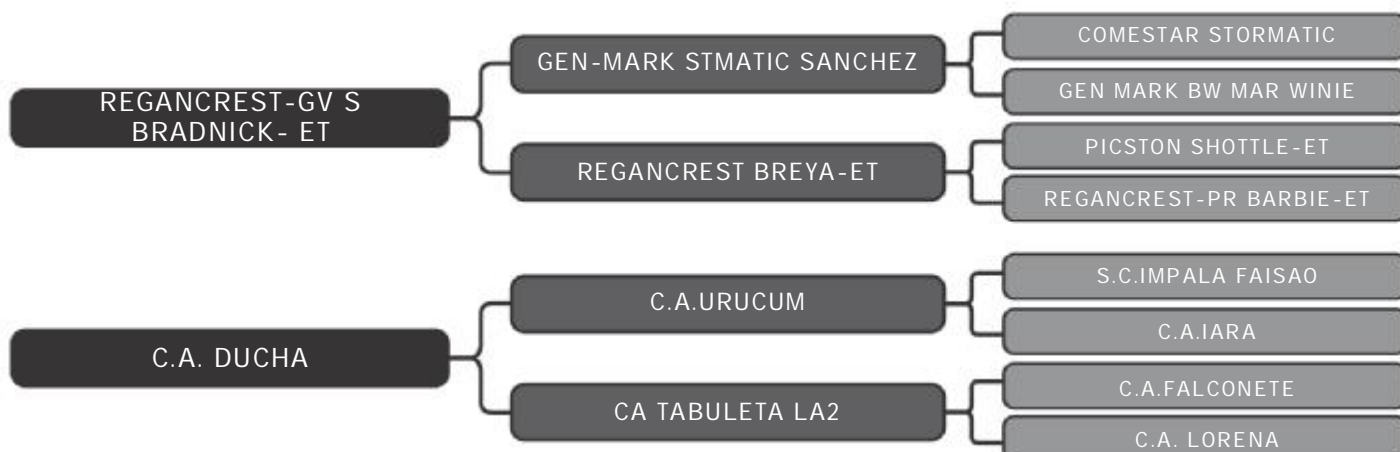 COMESTAR STORMATIC
GEN-MARK STMATIC SANCHEZ
GEN MARK BW MAR WINIE
REGANCREST-GV S
BRADNICK- ET
PICSTON SHOTTLE-ET
REGANCREST BREYA-ET
REGANCREST-PR BARBIE-ET
S.C.IMPALA FAISAO
C.A.URUCUM
C.A.IARA
C.A. DUCHA
C.A.FALCONETE
CA TABULETA LA2
C.A. LORENA